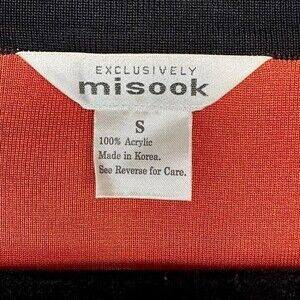 EXCLUSIVELY
misook
S
100% Acrylic
Made in Korea.
See Reverse for Care.